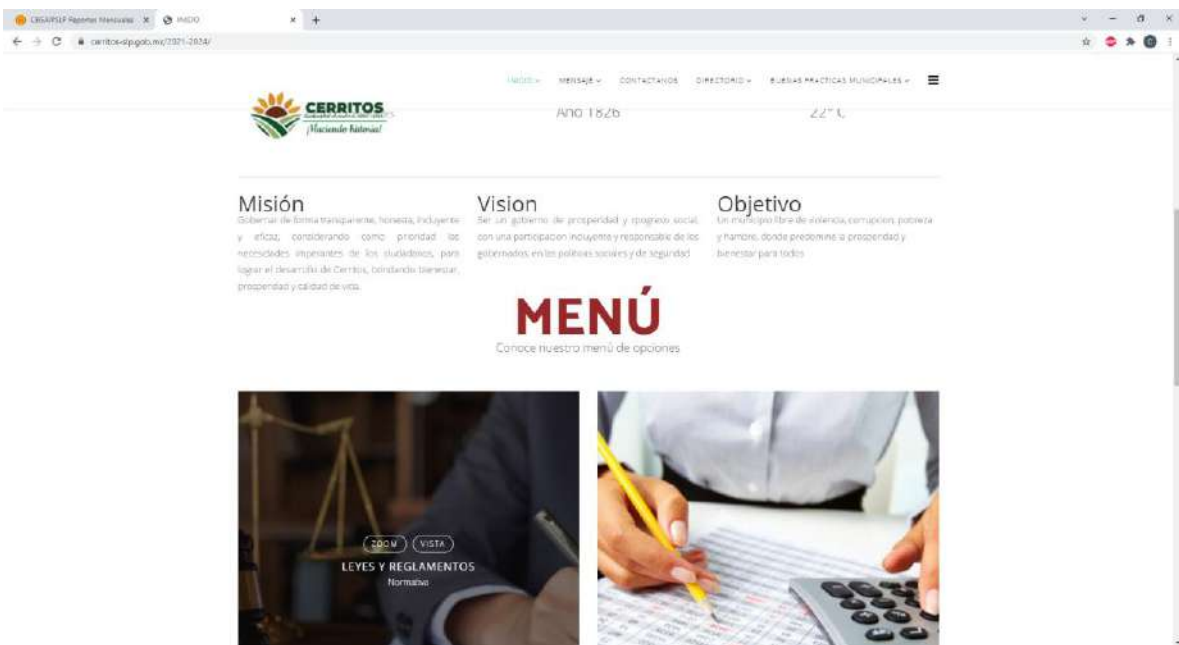 CEGAIPSLP Reportes Mensuales
INICIO
cerritos-slp.gob.mx/2021-2024/
INICIO
MENSAJE
CONTACTANOS
DIRECTORIO
BUENAS PRACTICAS MUNICIPALES
CERRITOS
¡Haciendo historia!
Año 1826
22° C
Misión
Gobernar de forma transparente, honesta, incluyente
y eficaz, considerando como prioridad las
necesidades imperantes de los ciudadanos, para
lograr el desarrollo de Cerritos, brindando bienestar,
prosperidad y calidad de vida.
Vision
Ser un gobierno de prosperidad y progreso social,
con una participacion incluyente y responsable de los
gobernados, en las politicas sociales y de seguridad
Objetivo
Un municipio libre de violencia, corrupcion, pobreza
y hambre, donde predomine la prosperidad y
bienestar para todos
MENÚ
Conoce nuestro menú de opciones
ZOOM
VISTA
LEYES Y REGLAMENTOS
Normativo